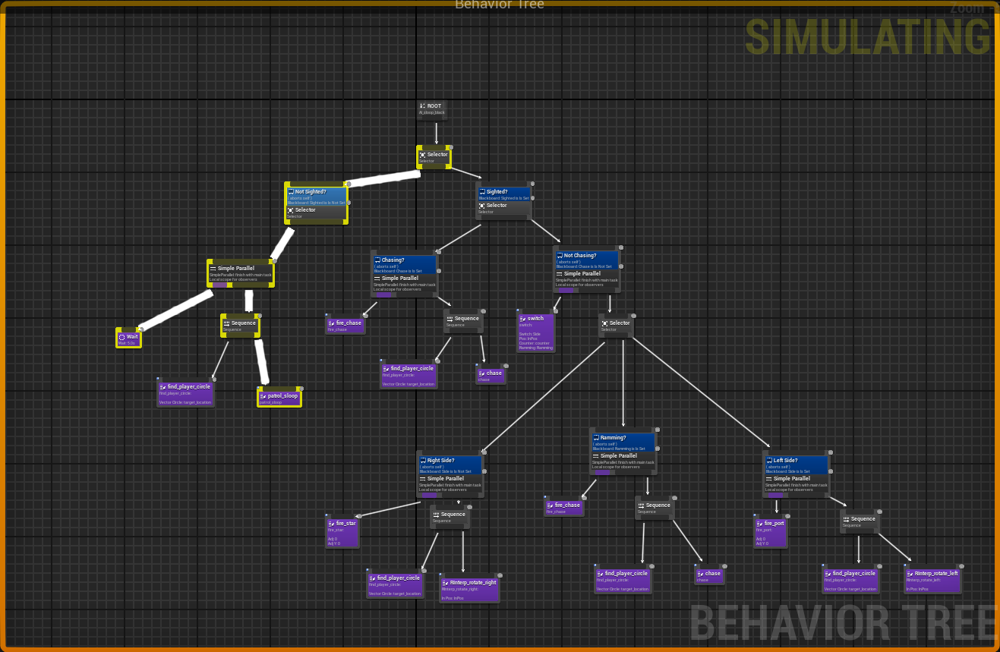 Behavior Tree
Zoom
SIMULATING
ROOT
AI_sloop_black
Selector
Selector
Not Sighted?
( aborts self )
Blackboard: Sighted is Is Not Set
Selector
Selector
Sighted?
Blackboard: Sighted is Is Set
Selector
Selector
Simple Parallel
SimpleParallel: finish with main task
Local scope for observers
Chasing?
( aborts self )
Blackboard: Chase is Is Set
Simple Parallel
SimpleParallel: finish with main task
Local scope for observers
Not Chasing?
( aborts self )
Blackboard: Chase is Is Not Set
Simple Parallel
SimpleParallel: finish with main task
Local scope for observers
Wait
Wait: 5.0s
Sequence
Sequence
fire_chase
fire_chase
Sequence
Sequence
switch
switch:
Switch: Side
Pos: InPos
Counter: counter
Ramming: Ramming
Selector
Selector
find_player_circle
find_player_circle:
Vector Circle: target_location
patrol_sloop
patrol_sloop
find_player_circle
find_player_circle:
Vector Circle: target_location
chase
chase
Right Side?
( aborts self )
Blackboard: Side is Is Not Set
Simple Parallel
SimpleParallel: finish with main task
Local scope for observers
Ramming?
( aborts self )
Blackboard: Ramming is Is Set
Simple Parallel
SimpleParallel: finish with main task
Local scope for observers
Left Side?
( aborts self )
Blackboard: Side is Is Set
Simple Parallel
SimpleParallel: finish with main task
Local scope for observers
fire_star
fire_star:
Adj: 0
Adj Y: 0
Sequence
Sequence
fire_chase
fire_chase
Sequence
Sequence
fire_port
fire_port:
Adj: 0
Adj Y: 0
Sequence
Sequence
find_player_circle
find_player_circle:
Vector Circle: target_location
RInterp_rotate_right
RInterp_rotate_right:
In Pos: InPos
find_player_circle
find_player_circle:
Vector Circle: target_location
chase
chase
find_player_circle
find_player_circle:
Vector Circle: target_location
RInterp_rotate_left
RInterp_rotate_left:
In Pos: InPos
BEHAVIOR TREE